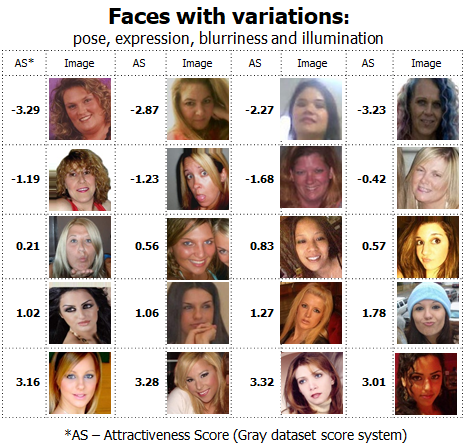 Faces with variations:
pose, expression, blurriness and illumination
AS* Image AS Image AS Image AS Image
-3.29 -2.87 -2.27 -3.23
-1.19 -1.23 -1.68 -0.42
0.21 0.56 0.83 0.57
1.02 1.06 1.27 1.78
3.16 3.28 3.32 3.01
*AS – Attractiveness Score (Gray dataset score system)